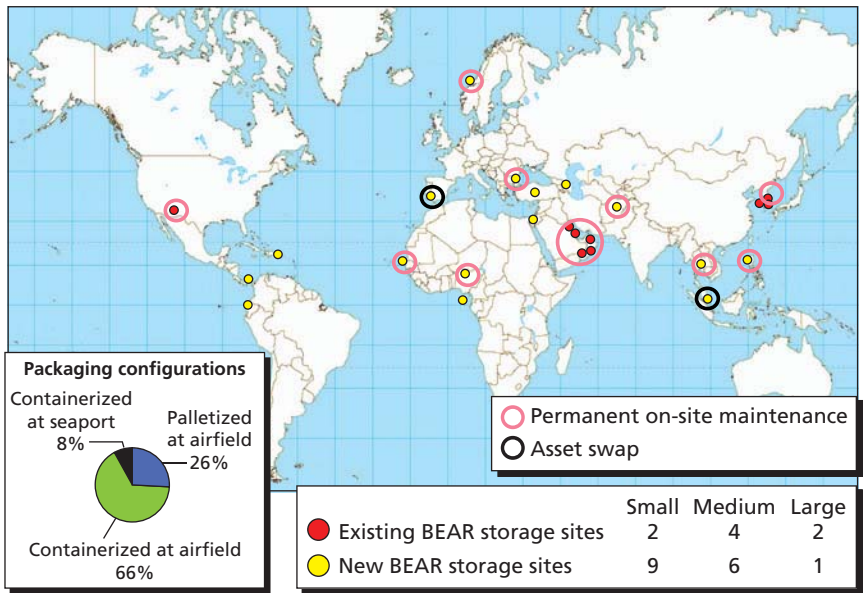 Packaging configurations
Containerized
at seaport
8%
Palletized
at airfield
26%
Containerized at airfield
66%
Permanent on-site maintenance
Asset swap
Small Medium Large
Existing BEAR storage sites 2 4 2
New BEAR storage sites 9 6 1